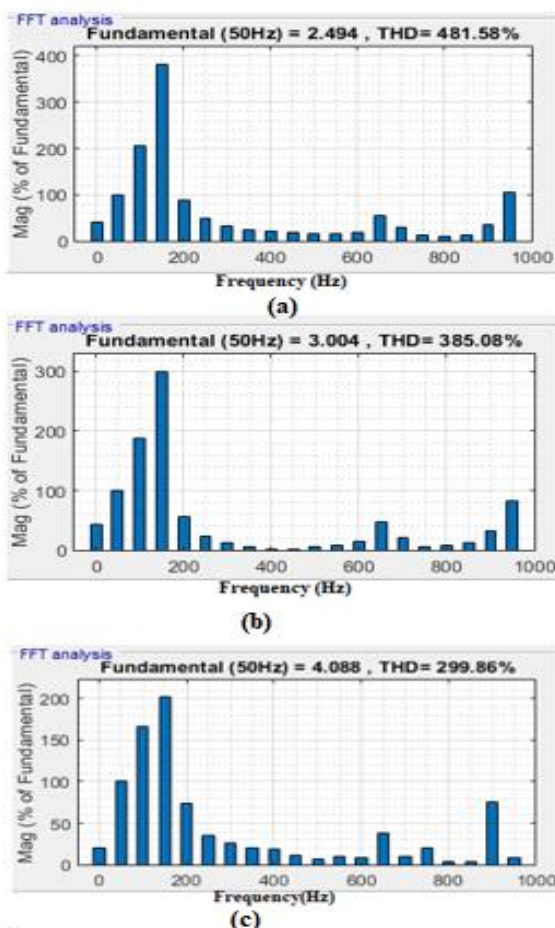 FFT analysis
Fundamental (50Hz) = 2.494 , THD= 481.58%
Mag (% of Fundamental)
400
300
200
100
0
0 200 400 600 800 1000
Frequency (Hz)
(a)
FFT analysis
Fundamental (50Hz) = 3.004 , THD= 385.08%
Mag (% of Fundamental)
300
200
100
0
0 200 400 600 800 1000
Frequency (Hz)
(b)
FFT analysis
Fundamental (50Hz) = 4.088 , THD= 299.86%
Mag (% of Fundamental)
200
150
100
50
0
0 200 400 600 800 1000
Frequency(Hz)
(c)